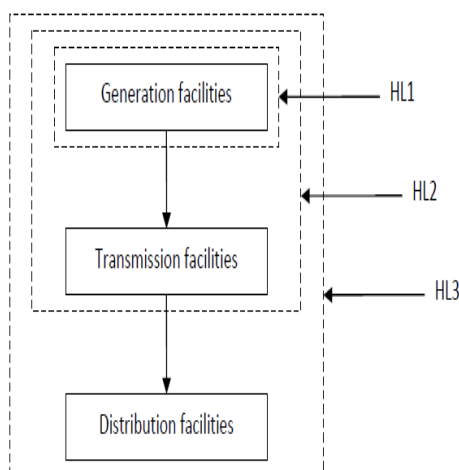 Generation facilities
HL1
HL2
Transmission facilities
HL3
Distribution facilities